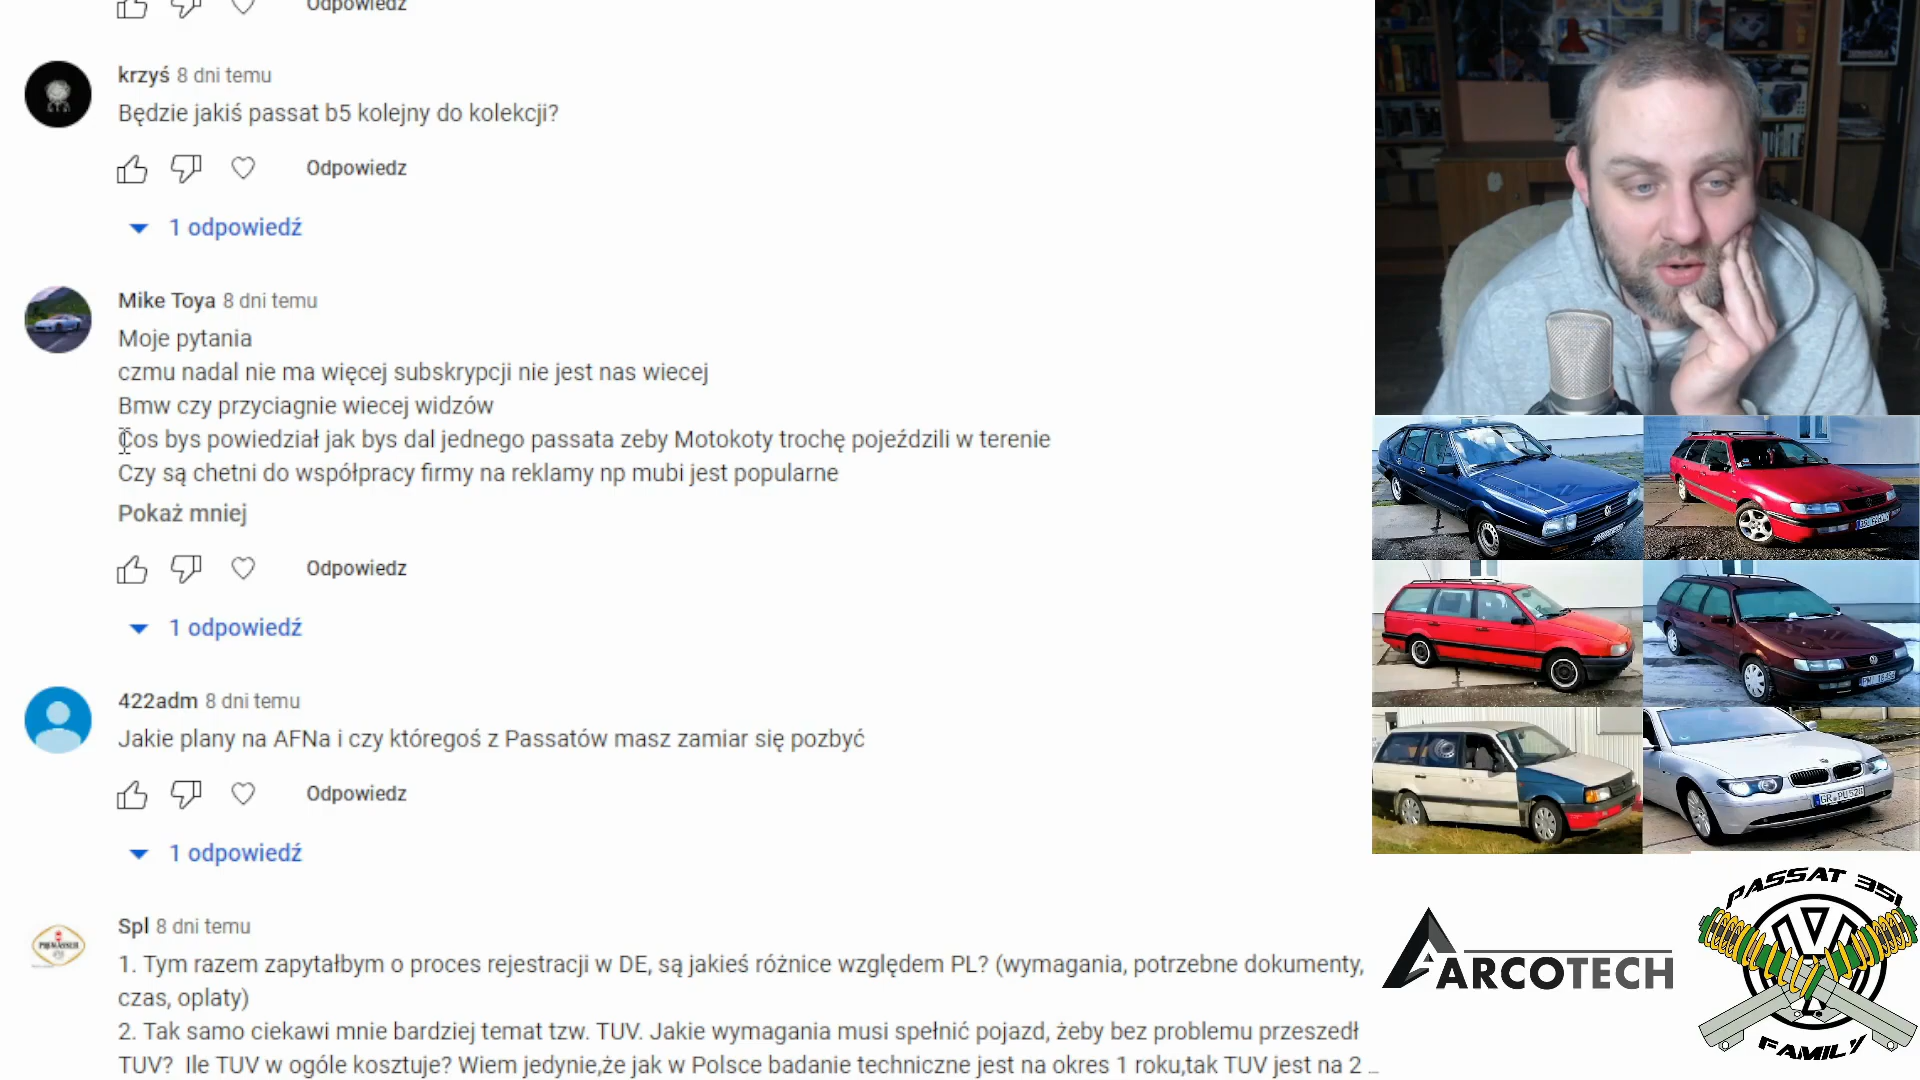 Odpowiedz
krzyś 8 dni temu
Będzie jakiś passat b5 kolejny do kolekcji?
Odpowiedz
1 odpowiedź
Mike Toya 8 dni temu
Moje pytania
czmu nadal nie ma więcej subskrypcji nie jest nas wiecej
Bmw czy przyciagnie wiecej widzów
Cos bys powiedział jak bys dal jednego passata zeby Motokoty trochę pojeździli w terenie
Czy są chetni do współpracy firmy na reklamy np mubi jest popularne
Pokaż mniej
Odpowiedz
1 odpowiedź
422adm 8 dni temu
Jakie plany na AFNa i czy któregoś z Passatów masz zamiar się pozbyć
Odpowiedz
1 odpowiedź
Spl 8 dni temu
1. Tym razem zapytałbym o proces rejestracji w DE, są jakieś różnice względem PL? (wymagania, potrzebne dokumenty,
czas, oplaty)
2. Tak samo ciekawi mnie bardziej temat tzw. TUV. Jakie wymagania musi spełnić pojazd, żeby bez problemu przeszedł
TUV? Ile TUV w ogóle kosztuje? Wiem jedynie,że jak w Polsce badanie techniczne jest na okres 1 roku,tak TUV jest na 2 ...
ARCOTECH
PASSAT 35I
FAMILY